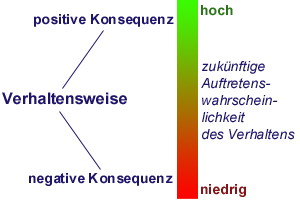 positive Konsequenz
hoch
Verhaltensweise
zukünftige
Auftretens-
wahrschein-
lichkeit
des Verhaltens
negative Konsequenz
niedrig